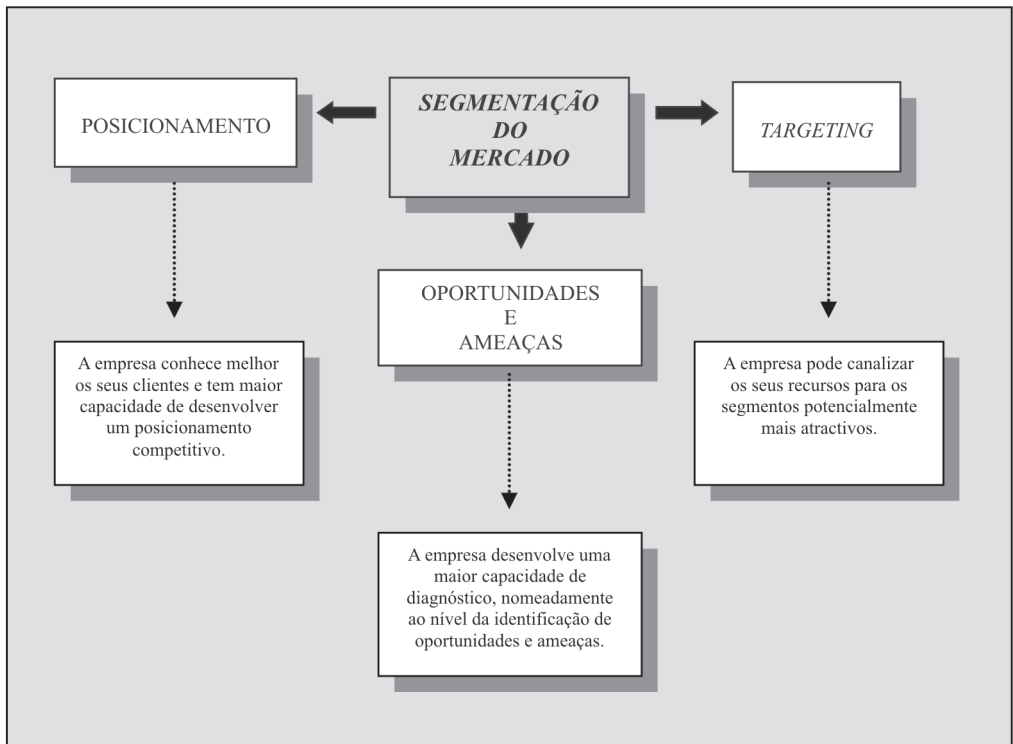 POSICIONAMENTO
SEGMENTAÇÃO
DO
MERCADO
TARGETING
OPORTUNIDADES
E
AMEAÇAS
A empresa conhece melhor
os seus clientes e tem maior
capacidade de desenvolver
um posicionamento
competitivo.
A empresa pode canalizar
os seus recursos para os
segmentos potencialmente
mais atractivos.
A empresa desenvolve uma
maior capacidade de
diagnóstico, nomeadamente
ao nível da identificação de
oportunidades e ameaças.